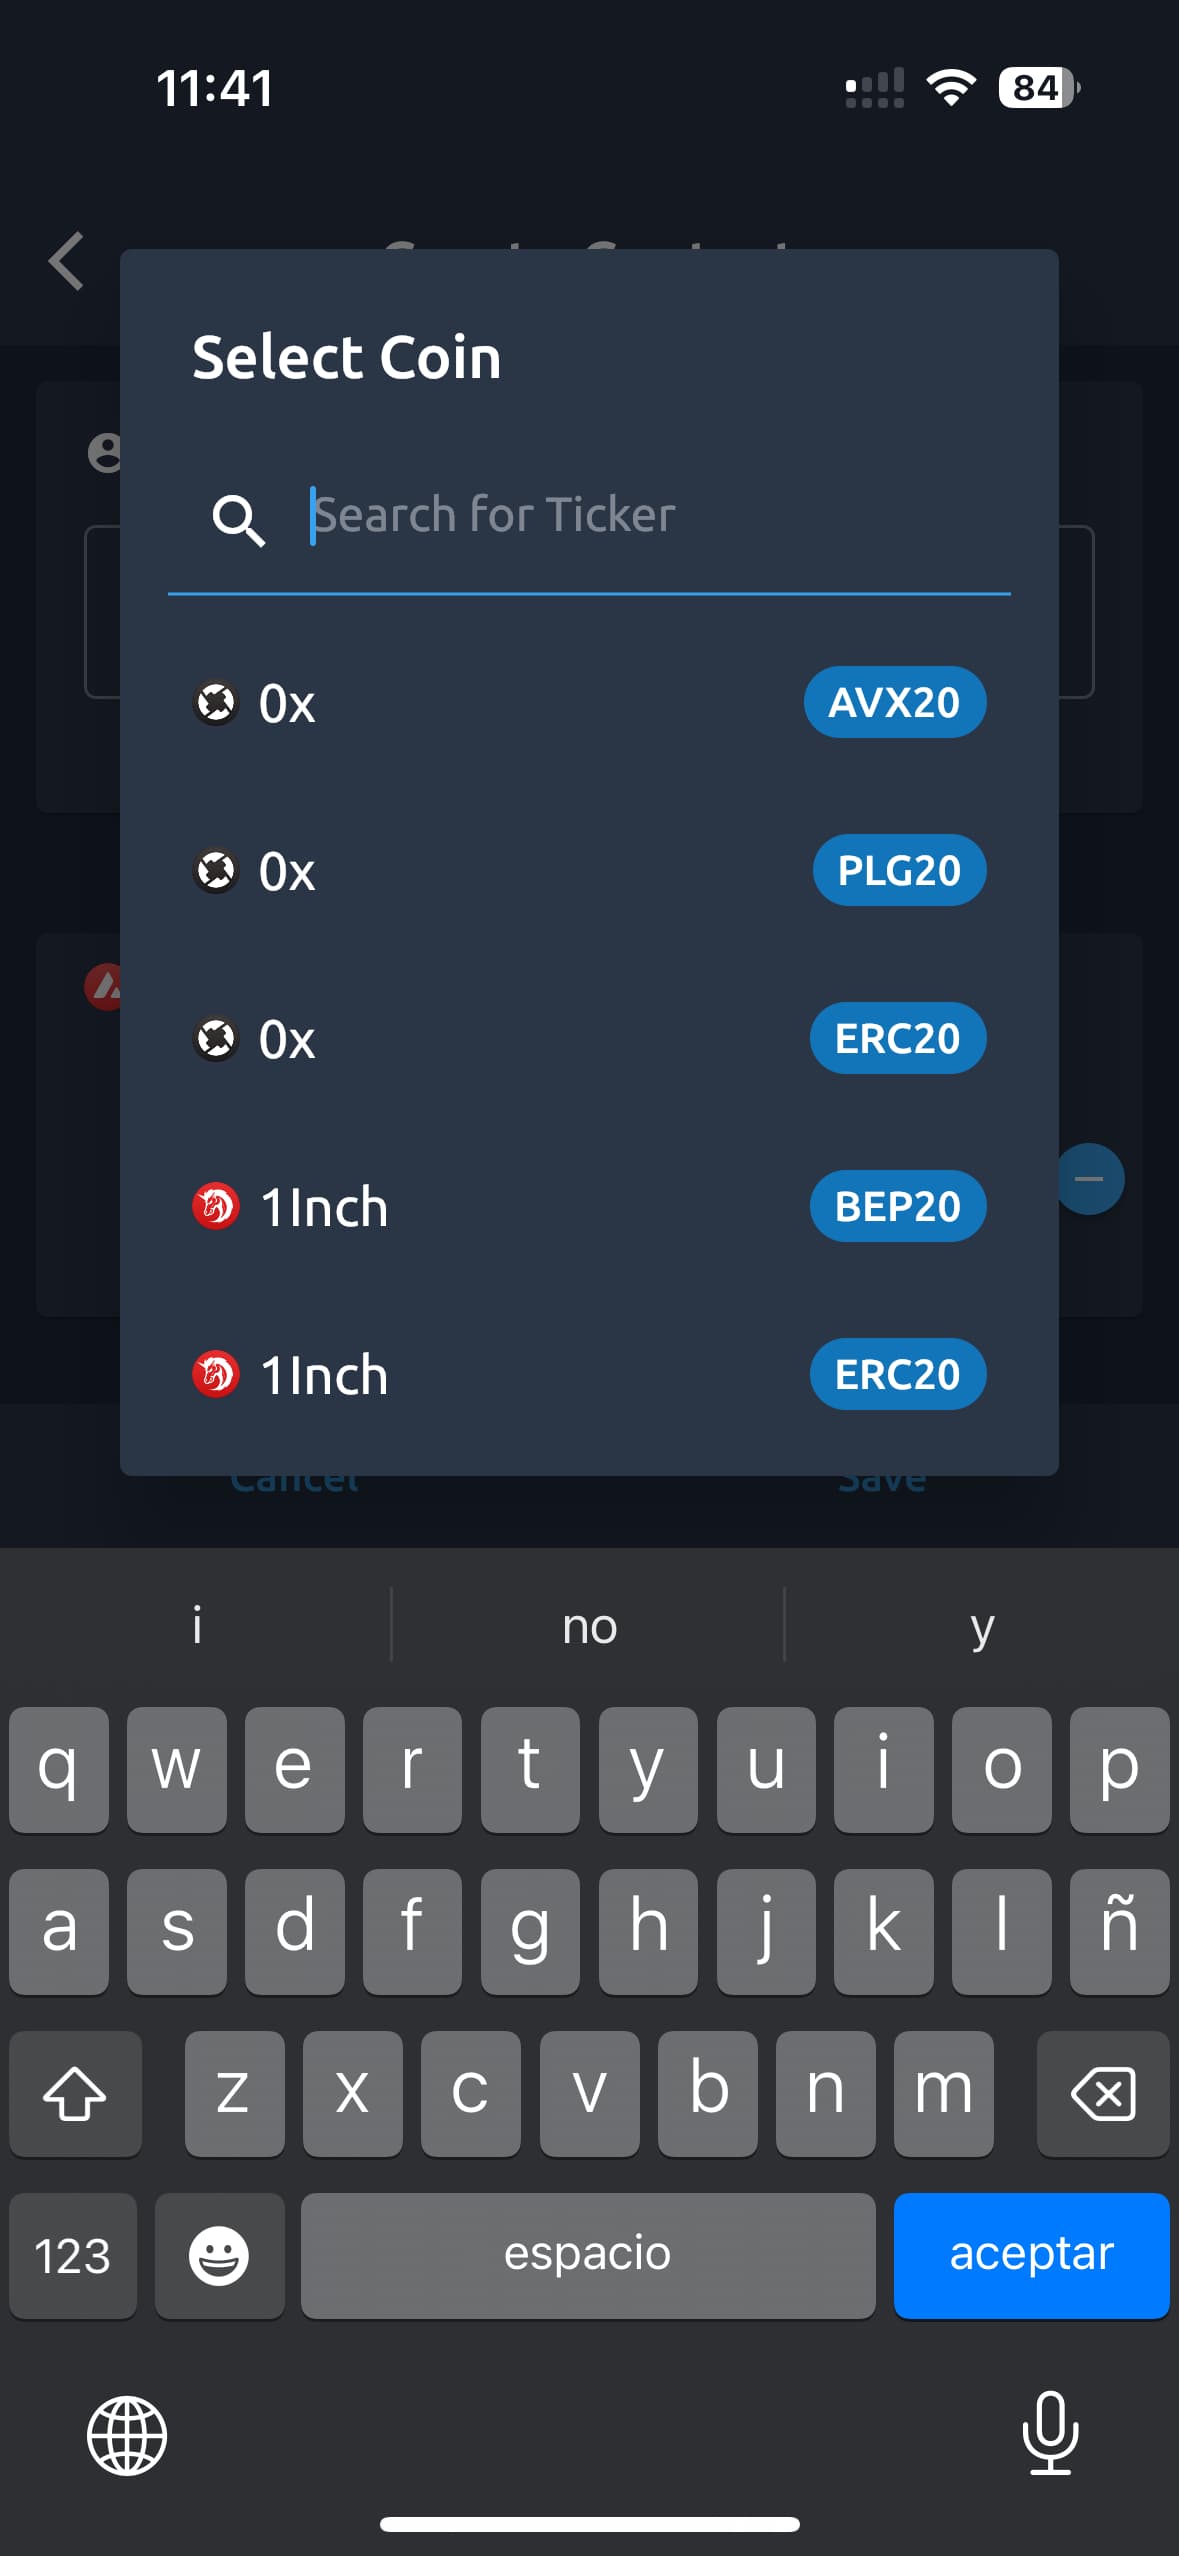 11:41
84
Select Coin
Search for Ticker
0x AVX20
0x PLG20
0x ERC20
1Inch BEP20
1Inch ERC20
Cancel Save
i no y
q w e r t y u i o p
a s d f g h j k l ñ
z x c v b n m
123 espacio aceptar